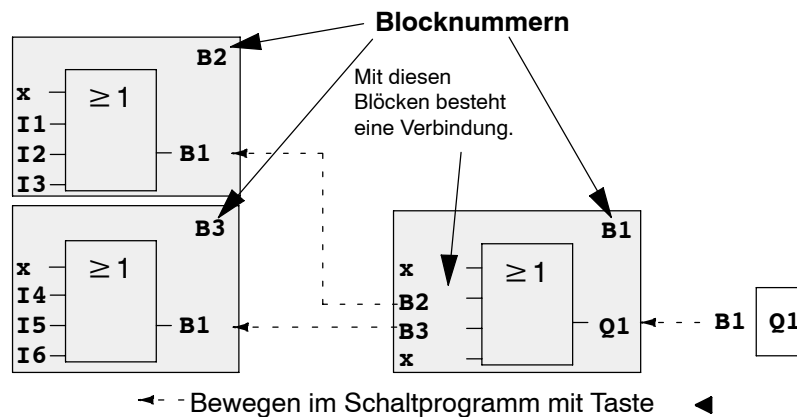 Blocknummern
B2
Mit diesen
Blöcken besteht
eine Verbindung.
x
≥1
I1
I2
B1
I3
B3
B1
x
≥1
x
≥1
I4
B2
I5
B1
B3
Q1
B1
Q1
I6
x
Bewegen im Schaltprogramm mit Taste ◄